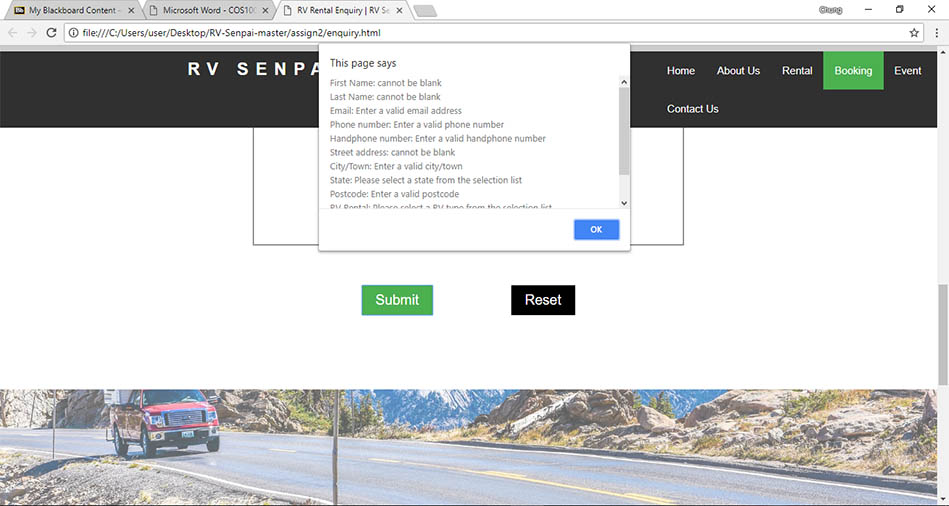 My Blackboard Content -
Microsoft Word - COS100
RV Rental Enquiry | RV Se
Chung
file:///C:/Users/user/Desktop/RV-Senpai-master/assign2/enquiry.html
RV SENPA
Home
About Us
Rental
Booking
Event
Contact Us
This page says
First Name: cannot be blank
Last Name: cannot be blank
Email: Enter a valid email address
Phone number: Enter a valid phone number
Handphone number: Enter a valid handphone number
Street address: cannot be blank
City/Town: Enter a valid city/town
State: Please select a state from the selection list
Postcode: Enter a valid postcode
RV Rental: Please select a RV type from the selection list
OK
Submit
Reset